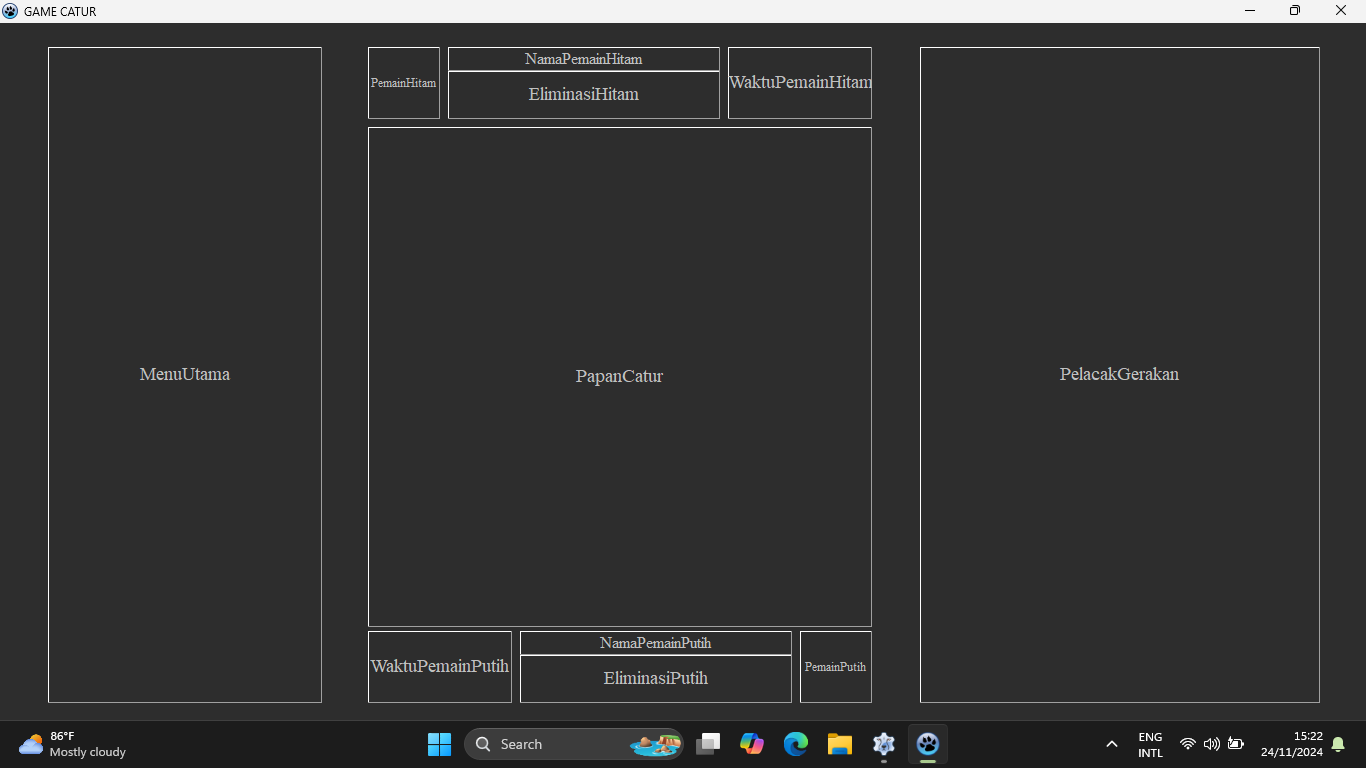 GAME CATUR
MenuUtama
PemainHitam
NamaPemainHitam
EliminasiHitam
WaktuPemainHitam
PapanCatur
WaktuPemainPutih
NamaPemainPutih
EliminasiPutih
PemainPutih
PelacakGerakan
86°F
Mostly cloudy
Search
ENG
INTL
15:22
24/11/2024